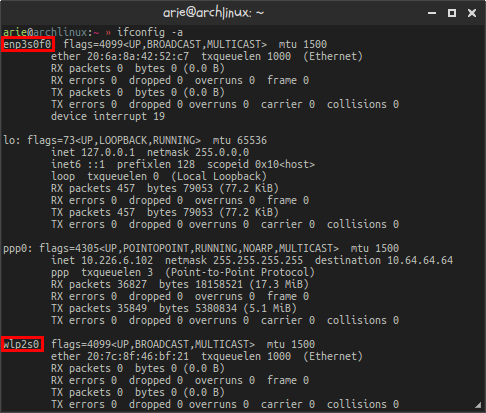 arie@archlinux: ~
arie@archlinux:~ » ifconfig -a
enp3s0f0 flags=4099<UP,BROADCAST,MULTICAST> mtu 1500
ether 20:6a:8a:42:52:c7 txqueuelen 1000 (Ethernet)
RX packets 0 bytes 0 (0.0 B)
RX errors 0 dropped 0 overruns 0 frame 0
TX packets 0 bytes 0 (0.0 B)
TX errors 0 dropped 0 overruns 0 carrier 0 collisions 0
device interrupt 19
lo: flags=73<UP,LOOPBACK,RUNNING> mtu 65536
inet 127.0.0.1 netmask 255.0.0.0
inet6 ::1 prefixlen 128 scopeid 0x10<host>
loop txqueuelen 0 (Local Loopback)
RX packets 457 bytes 79053 (77.2 KiB)
RX errors 0 dropped 0 overruns 0 frame 0
TX packets 457 bytes 79053 (77.2 KiB)
TX errors 0 dropped 0 overruns 0 carrier 0 collisions 0
ppp0: flags=4305<UP,POINTOPOINT,RUNNING,NOARP,MULTICAST> mtu 1500
inet 10.226.6.102 netmask 255.255.255.255 destination 10.64.64.64
ppp txqueuelen 3 (Point-to-Point Protocol)
RX packets 36827 bytes 18158521 (17.3 MiB)
RX errors 0 dropped 0 overruns 0 frame 0
TX packets 35849 bytes 5380834 (5.1 MiB)
TX errors 0 dropped 0 overruns 0 carrier 0 collisions 0
wlp2s0 flags=4099<UP,BROADCAST,MULTICAST> mtu 1500
ether 20:7c:8f:46:bf:21 txqueuelen 1000 (Ethernet)
RX packets 0 bytes 0 (0.0 B)
RX errors 0 dropped 0 overruns 0 frame 0
TX packets 0 bytes 0 (0.0 B)
TX errors 0 dropped 0 overruns 0 carrier 0 collisions 0